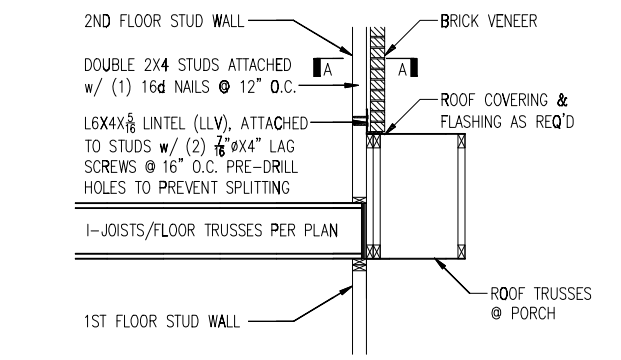 2ND FLOOR STUD WALL
BRICK VENEER
DOUBLE 2X4 STUDS ATTACHED
w/ (1) 16d NAILS @ 12" O.C.
A
A
ROOF COVERING &
FLASHING AS REQ'D
L6X4X5/16 LINTEL (LLV), ATTACHED
TO STUDS w/ (2) 7/16"øX4" LAG
SCREWS @ 16" O.C. PRE-DRILL
HOLES TO PREVENT SPLITTING
I-JOISTS/FLOOR TRUSSES PER PLAN
ROOF TRUSSES
@ PORCH
1ST FLOOR STUD WALL